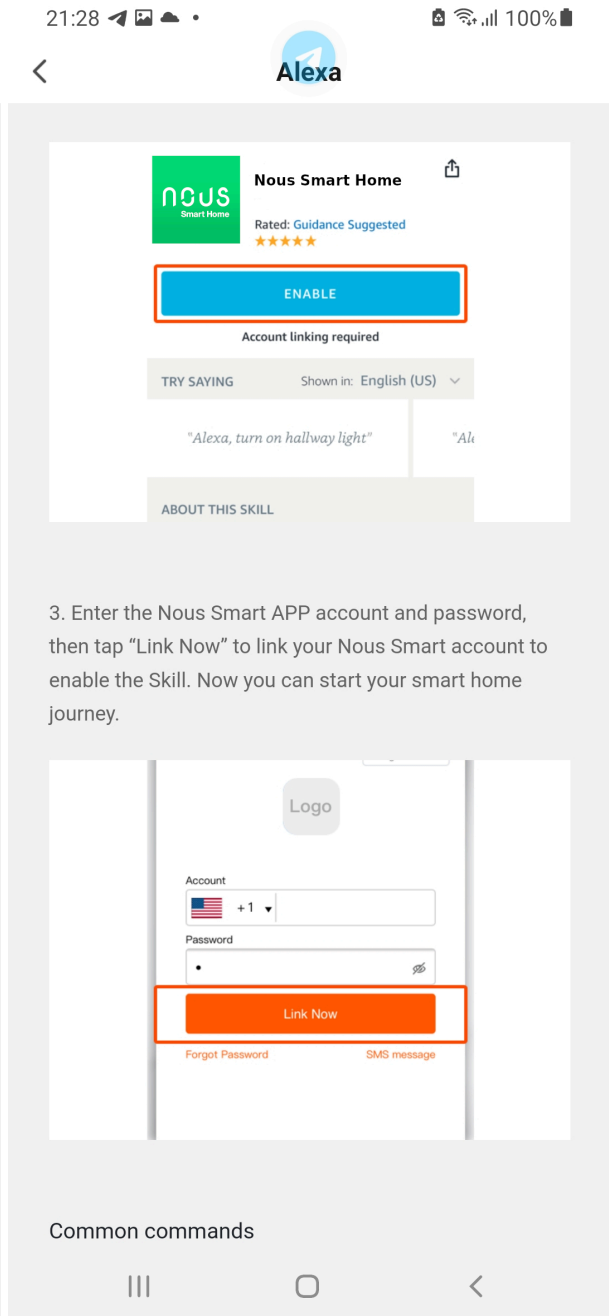 21:28
100%
Alexa
nous
Smart Home
Nous Smart Home
Rated: Guidance Suggested
ENABLE
Account linking required
TRY SAYING
Shown in: English (US)
"Alexa, turn on hallway light"
"Al
ABOUT THIS SKILL
3. Enter the Nous Smart APP account and password,
then tap “Link Now” to link your Nous Smart account to
enable the Skill. Now you can start your smart home
journey.
Logo
Account
+1
Password
Link Now
Forgot Password
SMS message
Common commands